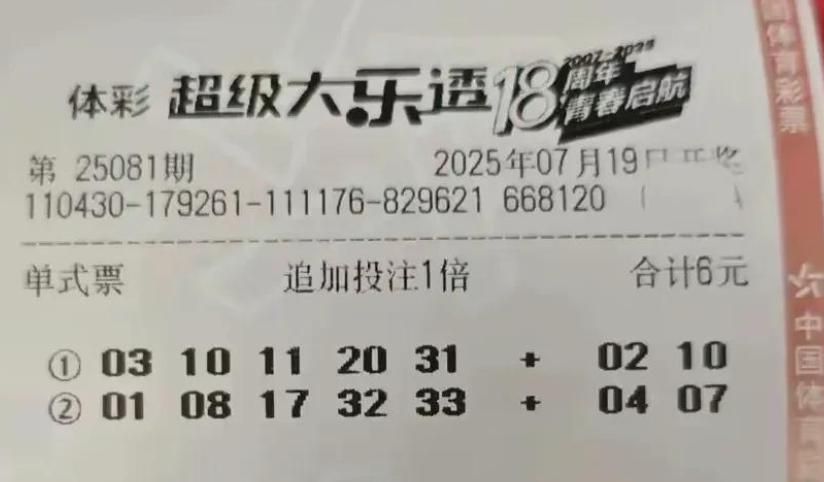 体彩 超级大乐透 18周年 2007-2025
青春启航
第 25081期 2025年07月19日开奖
110430-179261-111176-829621 668120
单式票 追加投注1倍 合计6元
① 03 10 11 20 31 + 02 10
② 01 08 17 32 33 + 04 07
国体育彩票
中国体育彩